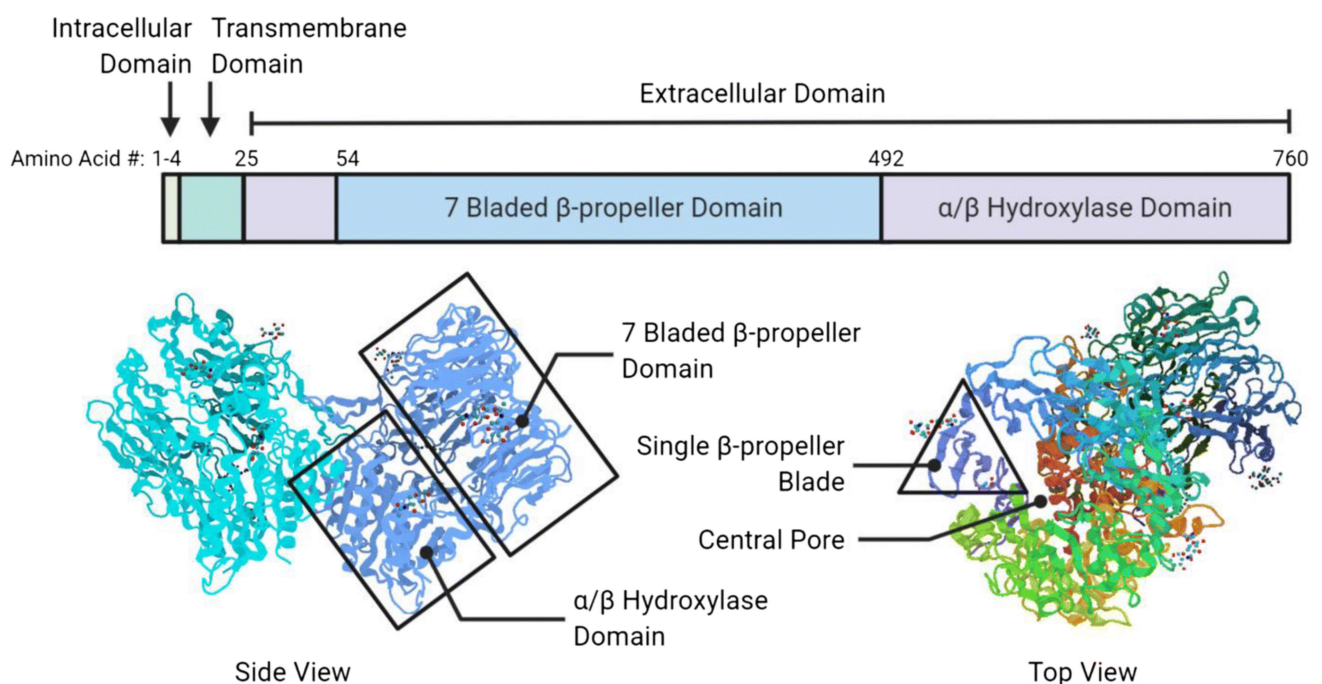 Intracellular Domain
Transmembrane Domain
Extracellular Domain
Amino Acid #: 1-4 25 54 492 760
7 Bladed β-propeller Domain
α/β Hydroxylase Domain
7 Bladed β-propeller
Domain
Single β-propeller
Blade
Central Pore
α/β Hydroxylase
Domain
Side View
Top View